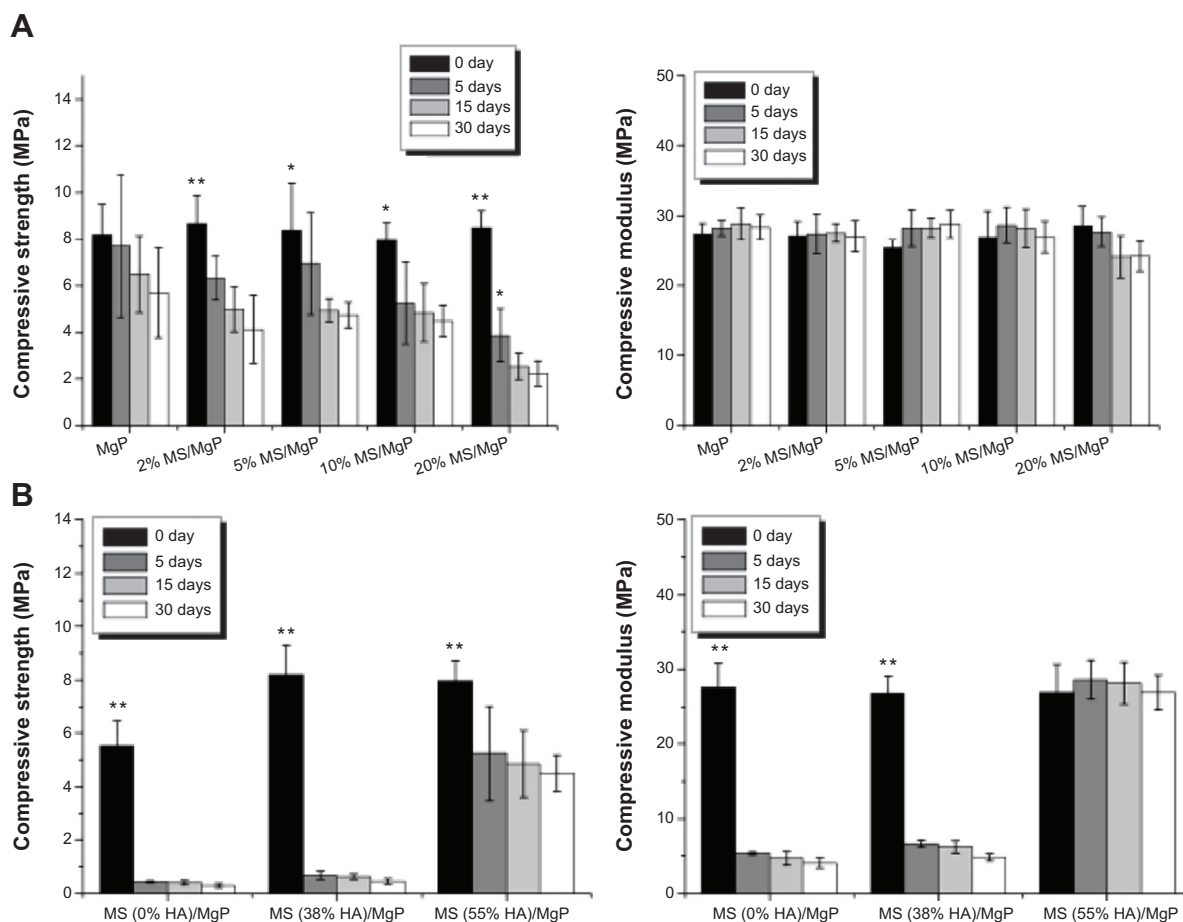 A
Compressive strength (MPa)
14
12
10
8
6
4
2
0
0 day
5 days
15 days
30 days
**
*
*
**
*
MgP
2% MS/MgP
5% MS/MgP
10% MS/MgP
20% MS/MgP
Compressive modulus (MPa)
50
40
30
20
10
0
0 day
5 days
15 days
30 days
MgP
2% MS/MgP
5% MS/MgP
10% MS/MgP
20% MS/MgP
B
Compressive strength (MPa)
14
12
10
8
6
4
2
0
0 day
5 days
15 days
30 days
**
**
**
MS (0% HA)/MgP
MS (38% HA)/MgP
MS (55% HA)/MgP
Compressive modulus (MPa)
50
40
30
20
10
0
0 day
5 days
15 days
30 days
**
**
MS (0% HA)/MgP
MS (38% HA)/MgP
MS (55% HA)/MgP